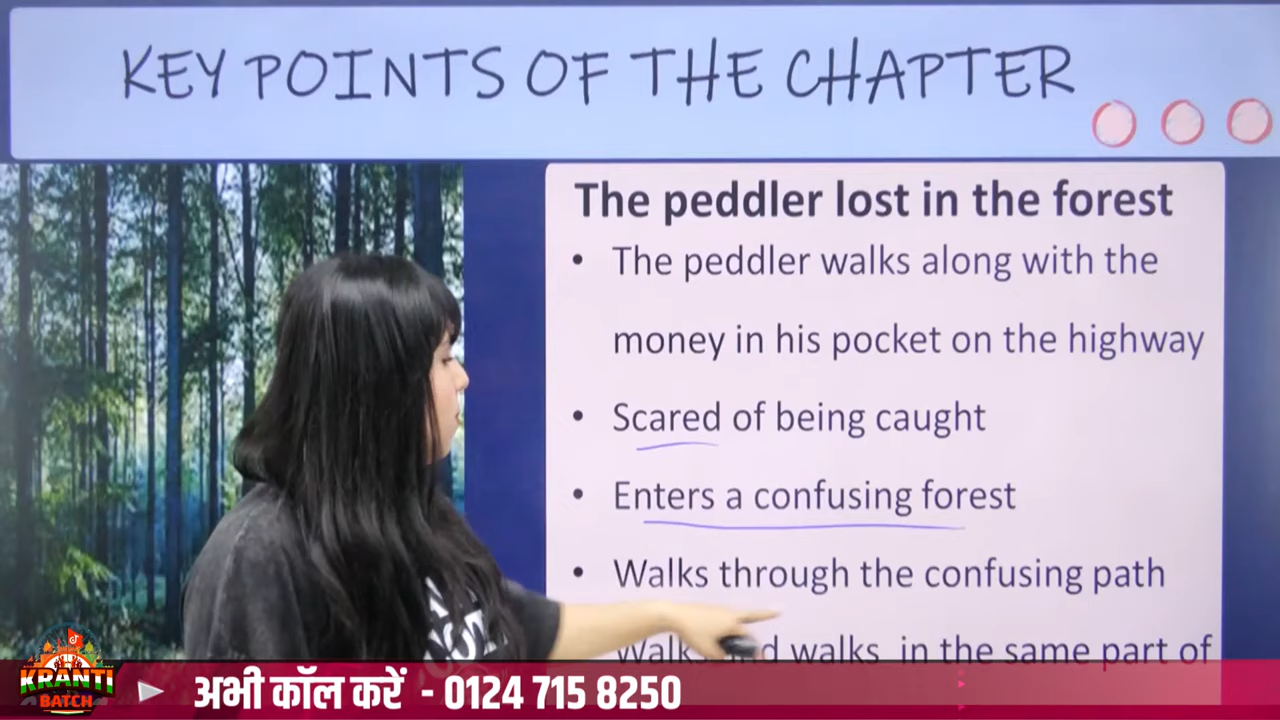 KEY POINTS OF THE CHAPTER
The peddler lost in the forest
• The peddler walks along with the
money in his pocket on the highway
• Scared of being caught
• Enters a confusing forest
• Walks through the confusing path
walks in the same part of
KRANTI
BATCH
अभी कॉल करें - 0124 715 8250